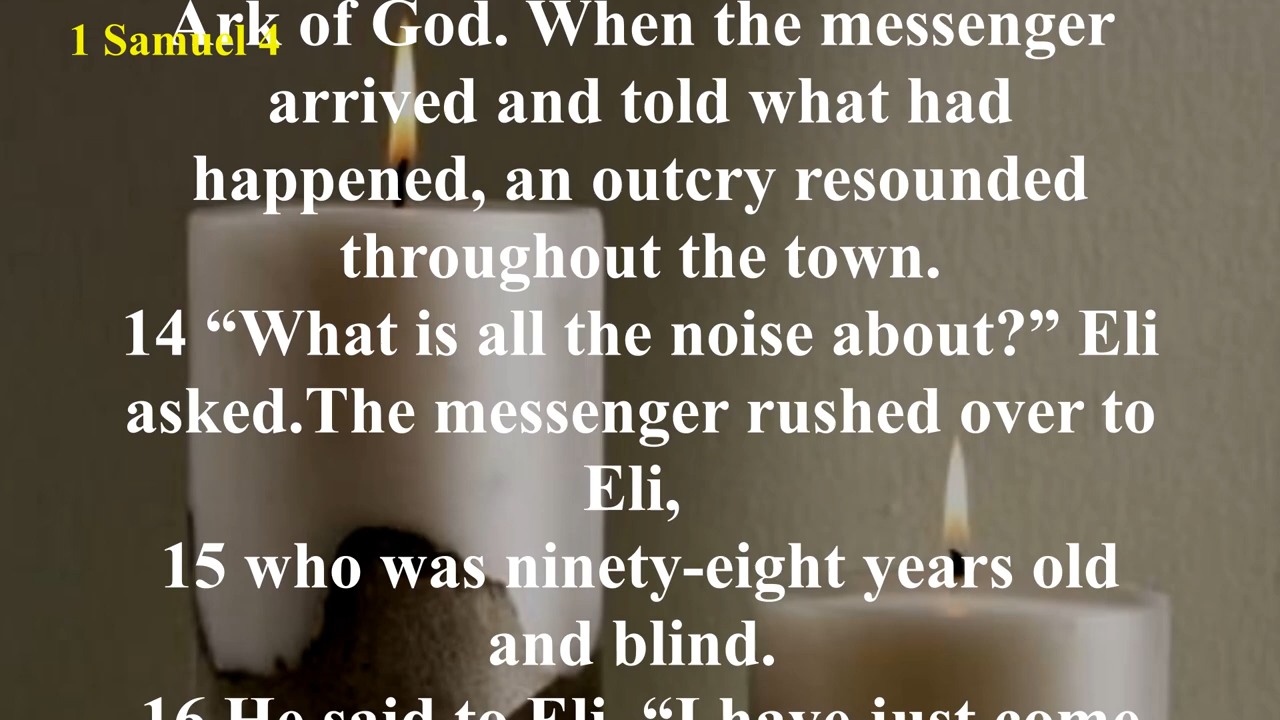 1 Samuel 4
Ark of God. When the messenger
arrived and told what had
happened, an outcry resounded
throughout the town.
14 “What is all the noise about?” Eli
asked.The messenger rushed over to
Eli,
15 who was ninety-eight years old
and blind.
16 He said to Eli, “I have just come